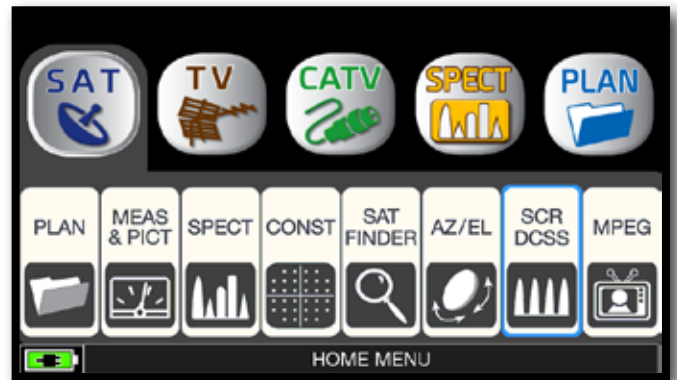 SAT
TV
CATV
SPECT
PLAN
PLAN
MEAS
& PICT
SPECT
CONST
SAT
FINDER
AZ/EL
SCR
DCSS
MPEG
HOME MENU